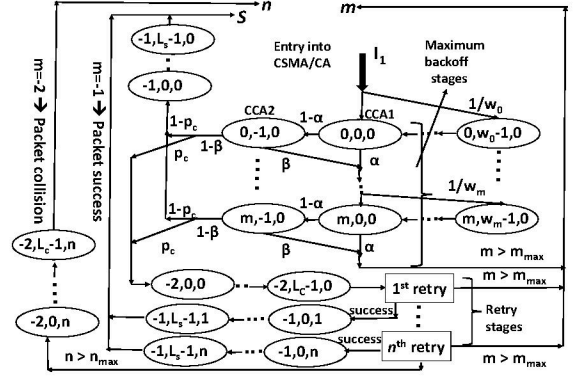 n
m
S
-1,Ls-1,0
Entry into
CSMA/CA
I1
Maximum
backoff
stages
-1,0,0
CCA2
CCA1
1/w0
1-pc
1-β
0,-1,0
1-α
0,0,0
0,w0-1,0
pc
β
α
1/wm
1-pc
1-β
m,-1,0
1-α
m,0,0
m,wm-1,0
pc
β
α
m=-2 ➔ Packet collision
m=-1 ➔ Packet success
-2,Lc-1,n
m > mmax
m > mmax
-2,0,0
-2,LC-1,0
1st retry
-2,0,n
-1,Ls-1,1
-1,0,1
success
Retry
stages
-1,Ls-1,n
-1,0,n
success
nth retry
n > nmax
m > mmax